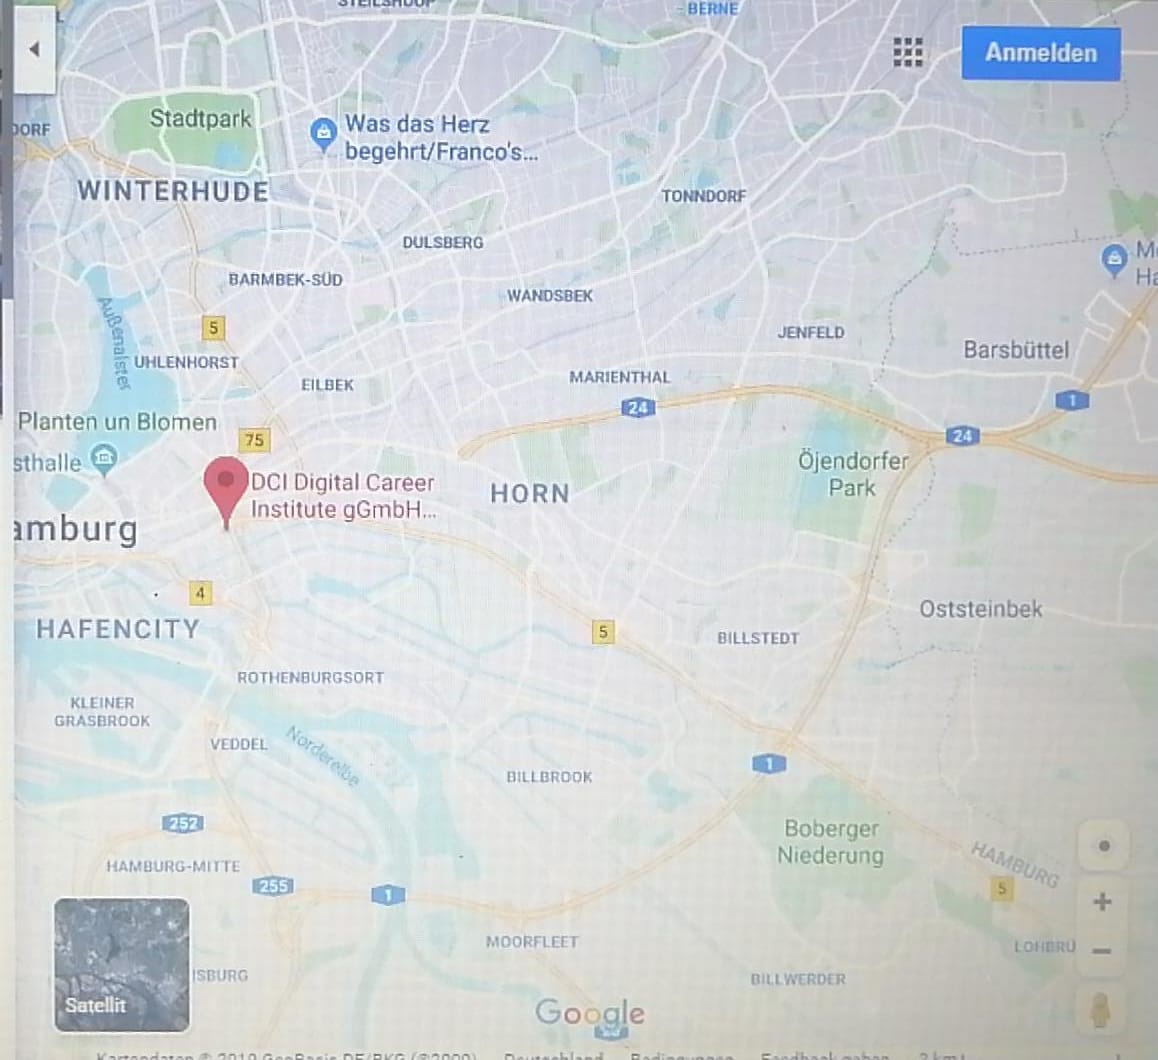 STEILSHOOP
BERNE
Anmelden
Stadtpark
DORF
Was das Herz
begehrt/Franco's...
WINTERHUDE
TONNDORF
DULSBERG
BARMBEK-SÜD
WANDSBEK
Außenalster
5
JENFELD
UHLENHORST
Barsbüttel
EILBEK
MARIENTHAL
24
1
Planten un Blomen
75
24
sthalle
DCI Digital Career
Institute gGmbH...
HORN
Öjendorfer
Park
amburg
4
HAFENCITY
5
BILLSTEDT
Oststeinbek
ROTHENBURGSORT
KLEINER
GRASBROOK
VEDDEL
Norderelbe
BILLBROOK
1
252
Boberger
Niederung
HAMBURG
HAMBURG-MITTE
255
1
5
MOORFLEET
LOHBRÜ
ISBURG
BILLWERDER
Satellit
Google
Kartendaten © 2019 GeoBasis-DE/BKG (©2009) Deutschland Bedingungen Feedback geben 2 km